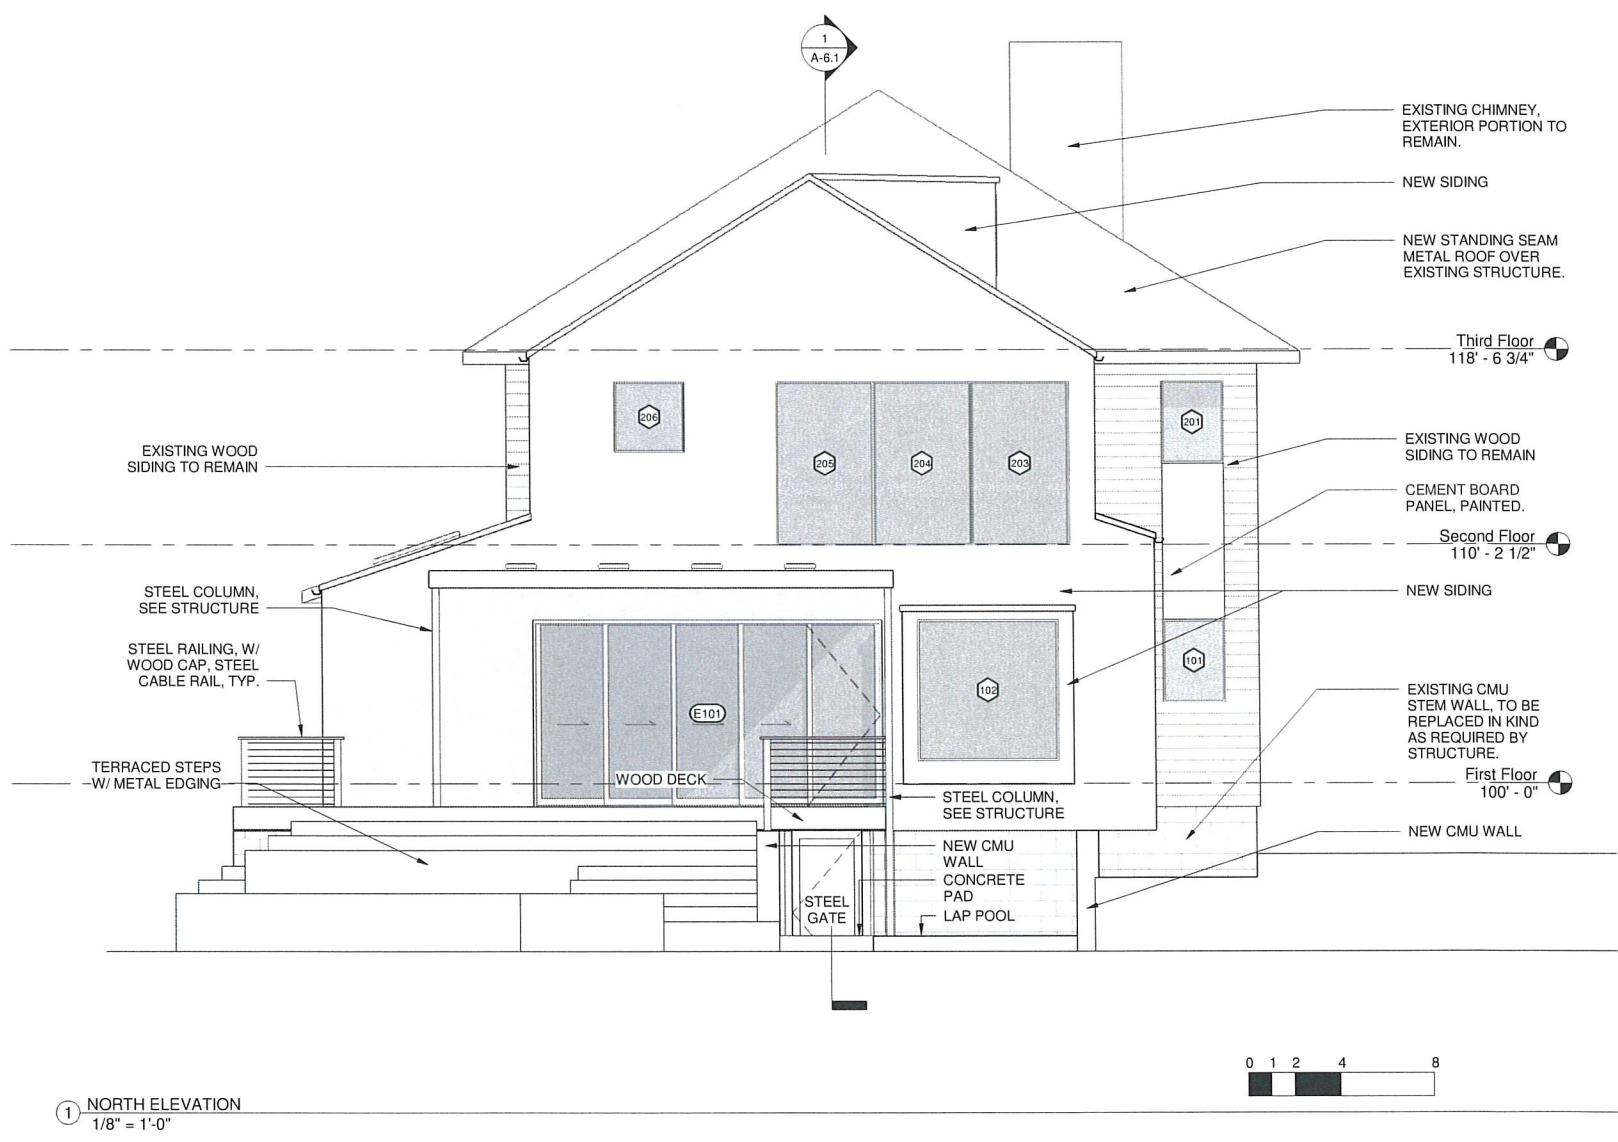 1
A-6.1
EXISTING CHIMNEY,
EXTERIOR PORTION TO
REMAIN.
NEW SIDING
NEW STANDING SEAM
METAL ROOF OVER
EXISTING STRUCTURE.
Third Floor
118' - 6 3/4"
206
205
204
203
201
EXISTING WOOD
SIDING TO REMAIN
EXISTING WOOD
SIDING TO REMAIN
CEMENT BOARD
PANEL, PAINTED.
Second Floor
110' - 2 1/2"
STEEL COLUMN,
SEE STRUCTURE
NEW SIDING
STEEL RAILING, W/
WOOD CAP, STEEL
CABLE RAIL, TYP.
E101
102
101
EXISTING CMU
STEM WALL, TO BE
REPLACED IN KIND
AS REQUIRED BY
STRUCTURE.
TERRACED STEPS
W/ METAL EDGING
WOOD DECK
First Floor
100' - 0"
STEEL COLUMN,
SEE STRUCTURE
NEW CMU WALL
NEW CMU
WALL
CONCRETE
PAD
LAP POOL
STEEL
GATE
0 1 2 4 8
1 NORTH ELEVATION
1/8" = 1'-0"